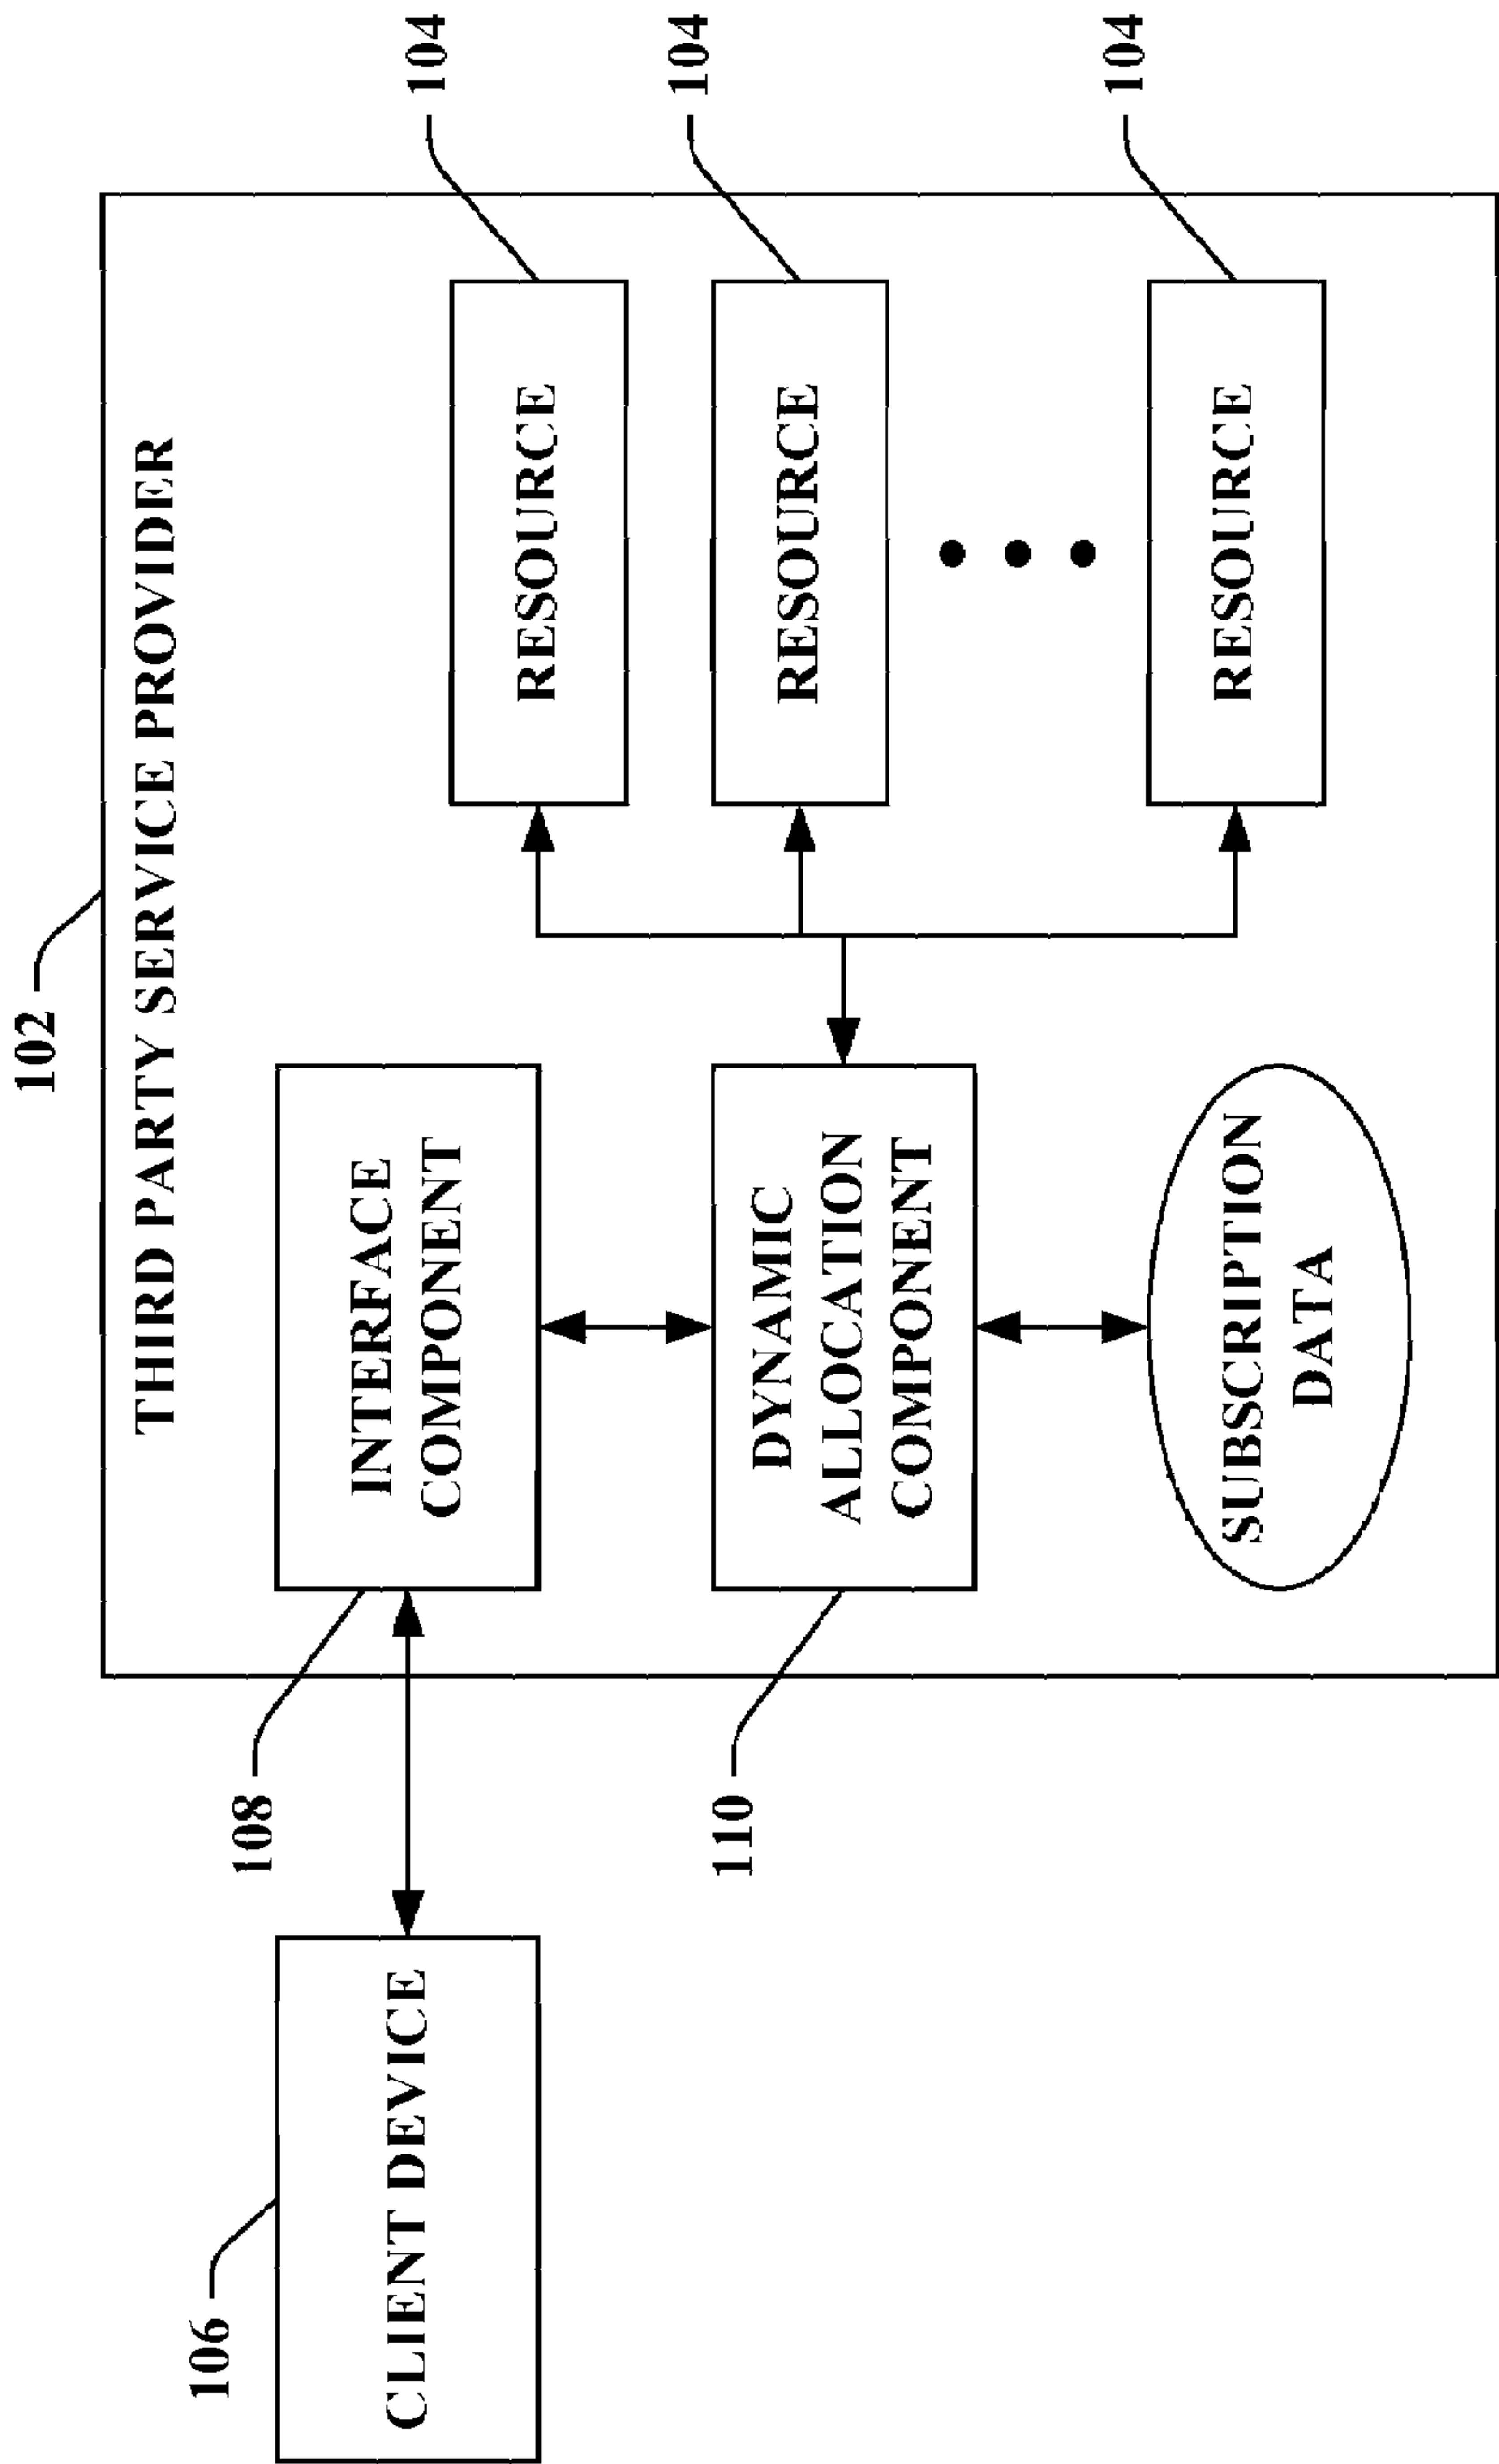 102
THIRD PARTY SERVICE PROVIDER
106
CLIENT DEVICE
108
INTERFACE
COMPONENT
110
DYNAMIC
ALLOCATION
COMPONENT
SUBSCRIPTION
DATA
RESOURCE
104
RESOURCE
104
RESOURCE
104